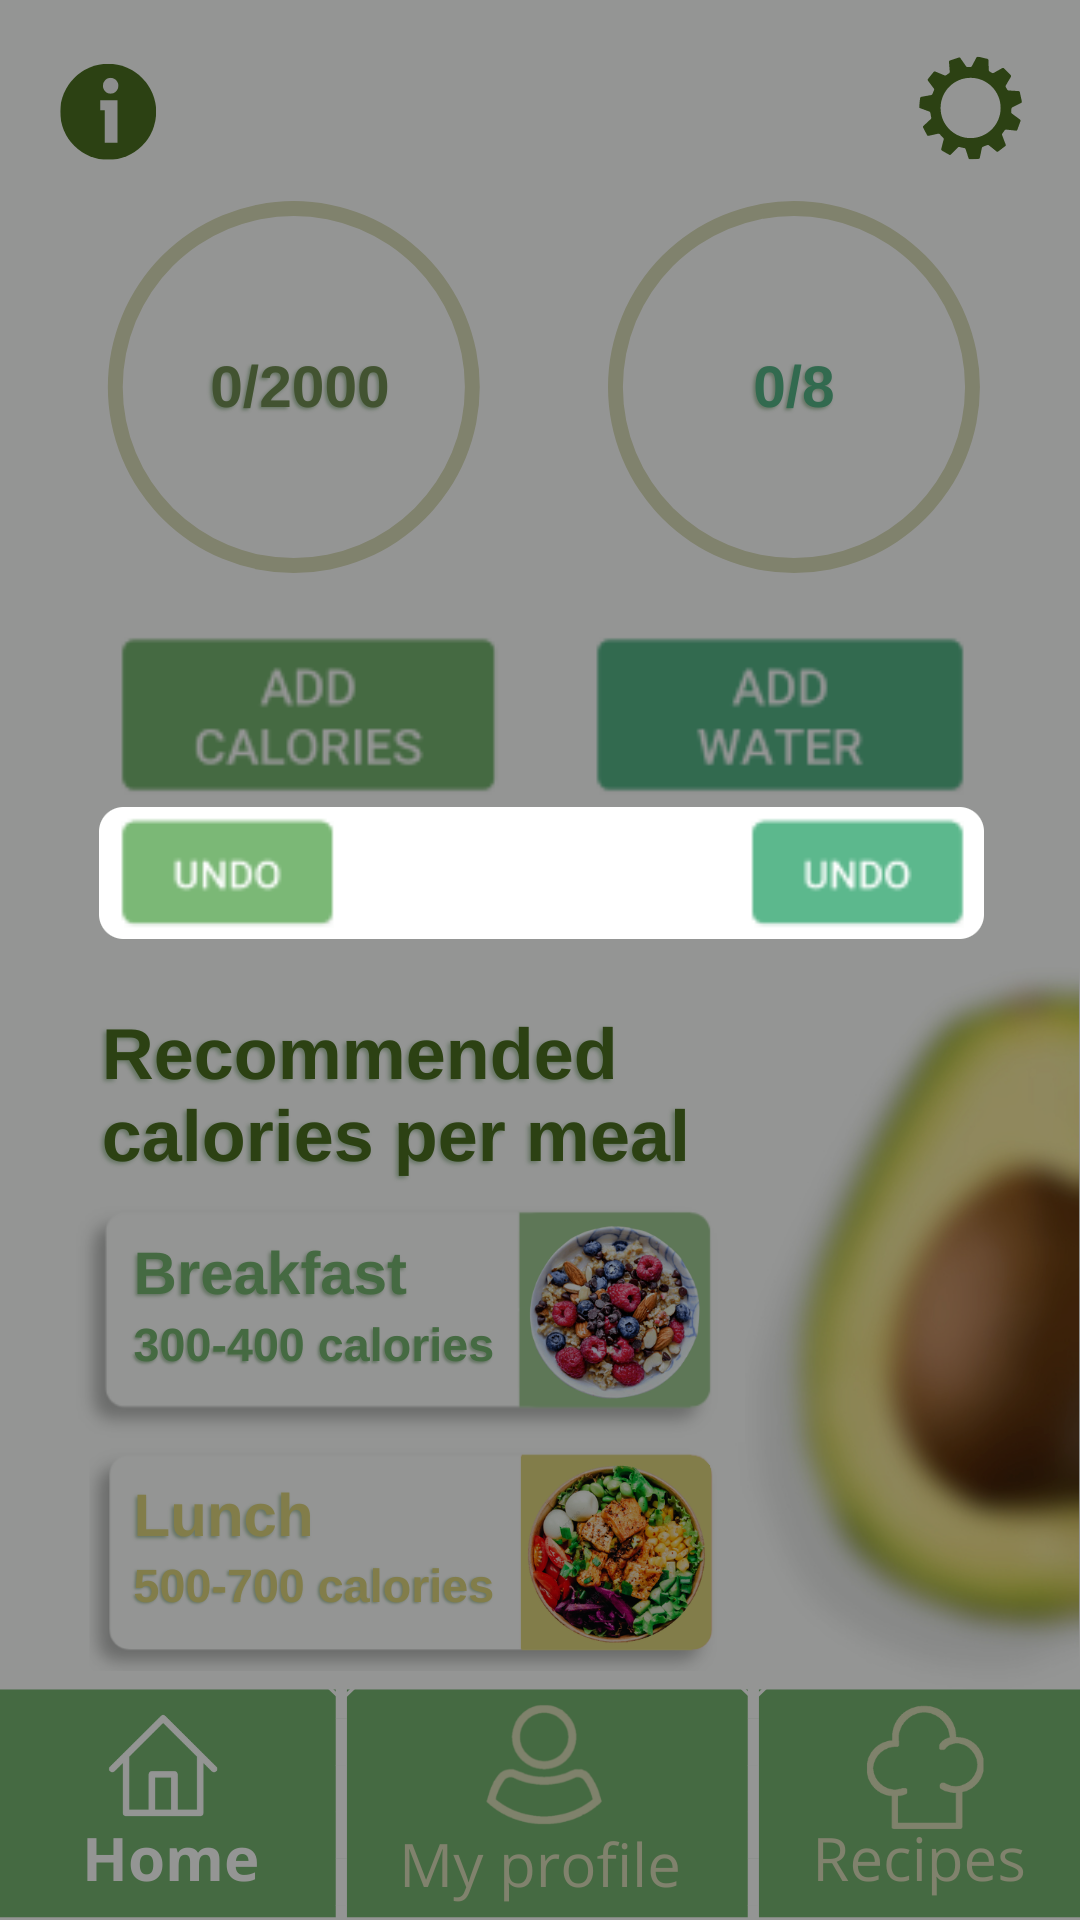 i
0/2000
0/8
ADD
CALORIES
ADD
WATER
UNDO
UNDO
Recommended
calories per meal
Breakfast
300-400 calories
Lunch
500-700 calories
Home
My profile
Recipes